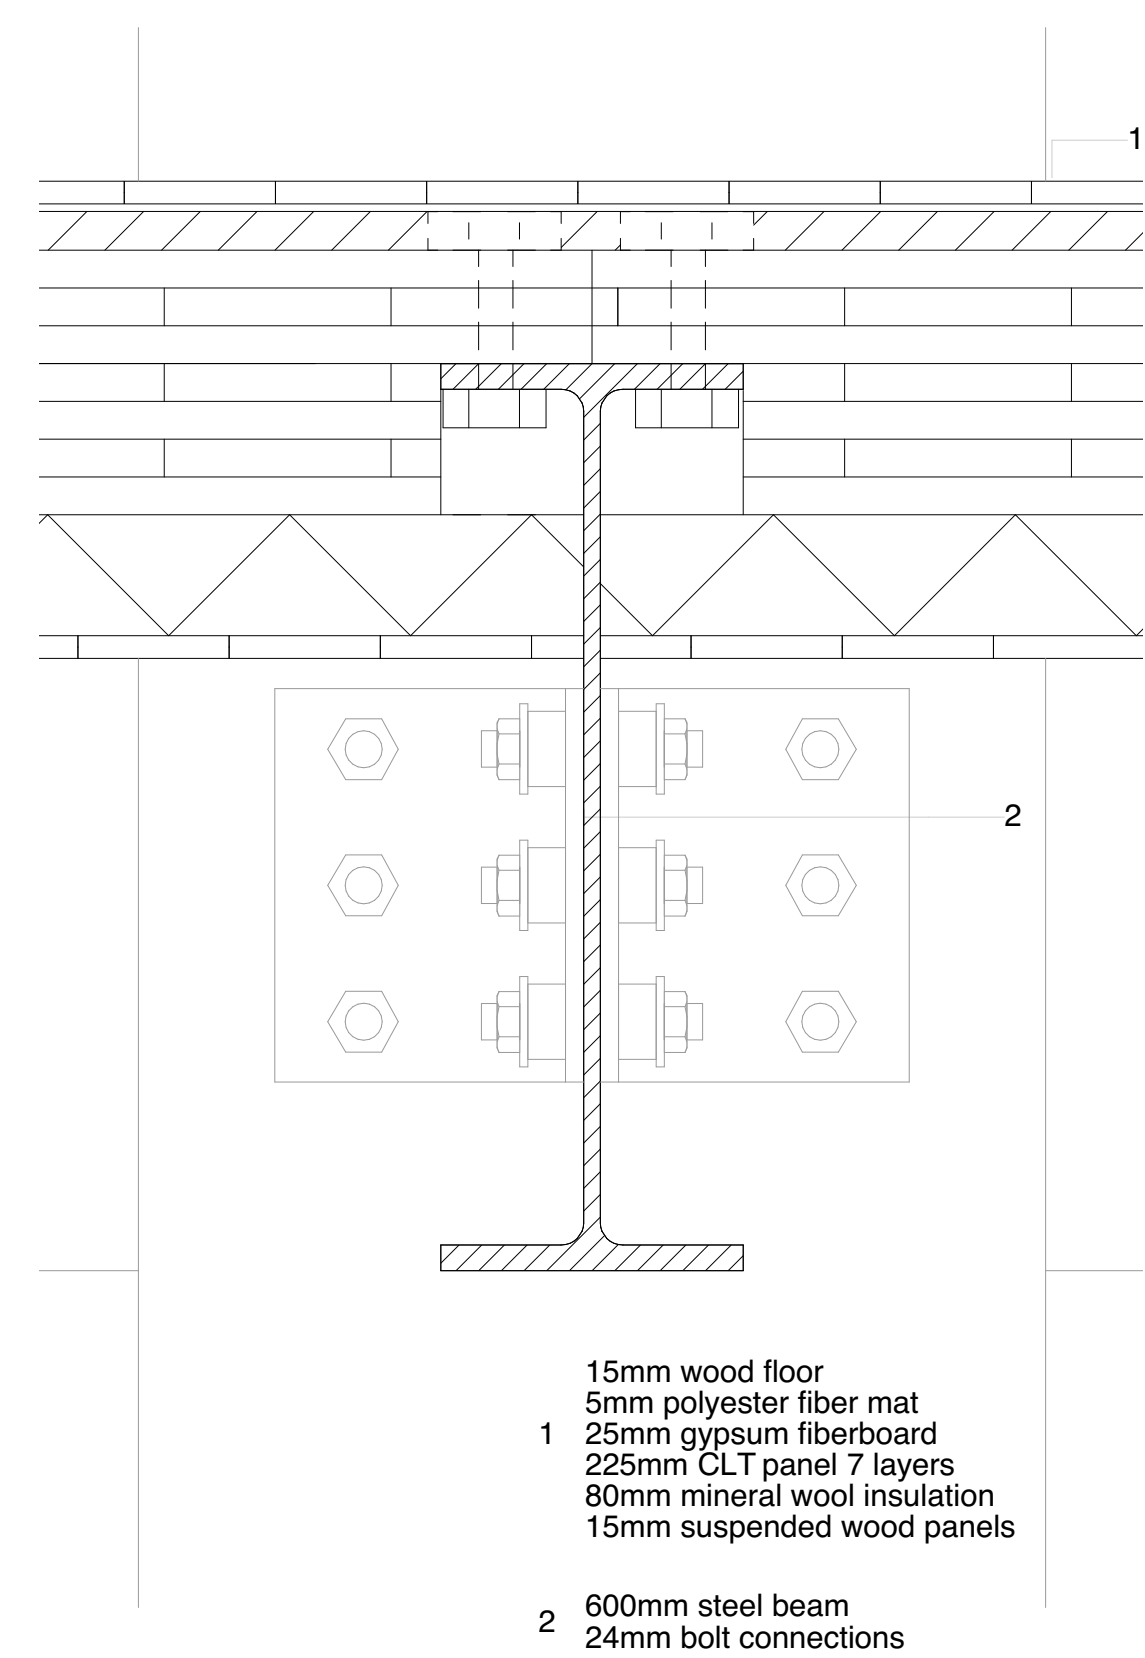 1
2
15mm wood floor
5mm polyester fiber mat
1 25mm gypsum fiberboard
225mm CLT panel 7 layers
80mm mineral wool insulation
15mm suspended wood panels
600mm steel beam
2
24mm bolt connections